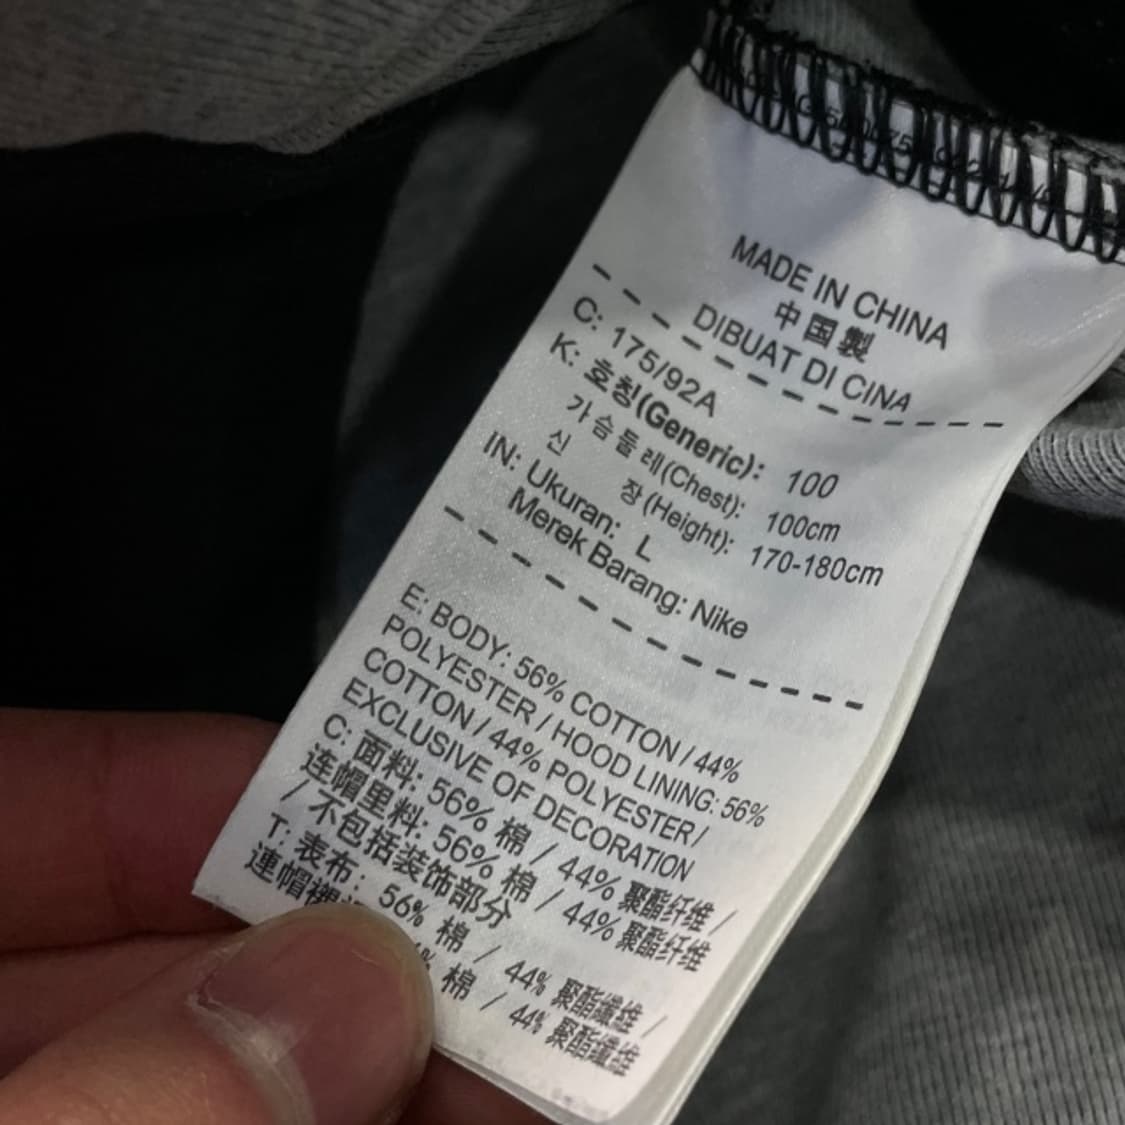 MADE IN CHINA
中国製
DIBUAT DI CINA
C: 175/92A
K: 호칭(Generic): 100
가슴둘레(Chest): 100cm
신 장(Height): 170-180cm
IN: Ukuran: L
Merek Barang: Nike
E: BODY: 56% COTTON / 44%
POLYESTER / HOOD LINING: 56%
COTTON / 44% POLYESTER /
EXCLUSIVE OF DECORATION
C: 面料: 56% 棉 / 44% 聚酯纤维 /
连帽里料: 56% 棉 / 44% 聚酯纤维
/ 不包括装饰部分
T: 表布: 56% 棉 / 44% 聚酯纖維 /
連帽襯 % 棉 / 44% 聚酯纖維